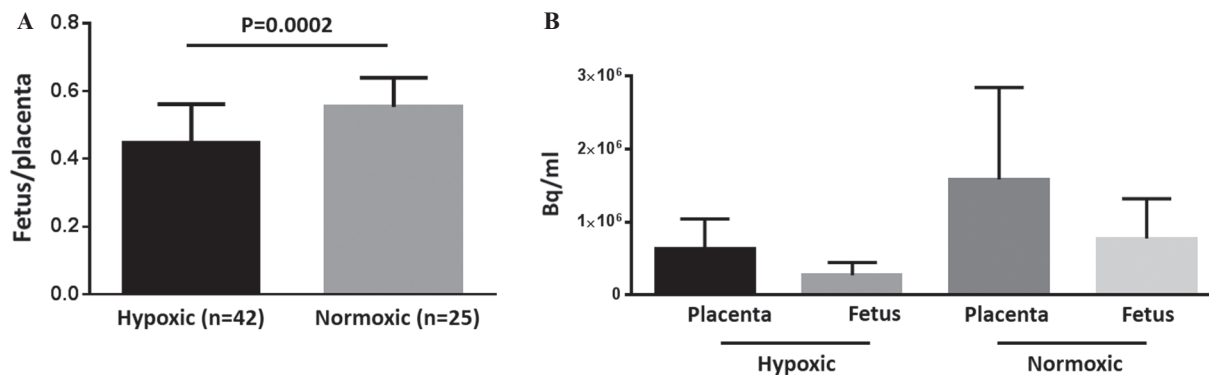 A
P=0.0002
Fetus/placenta
0.8
0.6
0.4
0.2
0.0
Hypoxic (n=42) Normoxic (n=25)
B
Bq/ml
3×10⁶
2×10⁶
1×10⁶
0
Placenta Fetus Placenta Fetus
Hypoxic Normoxic